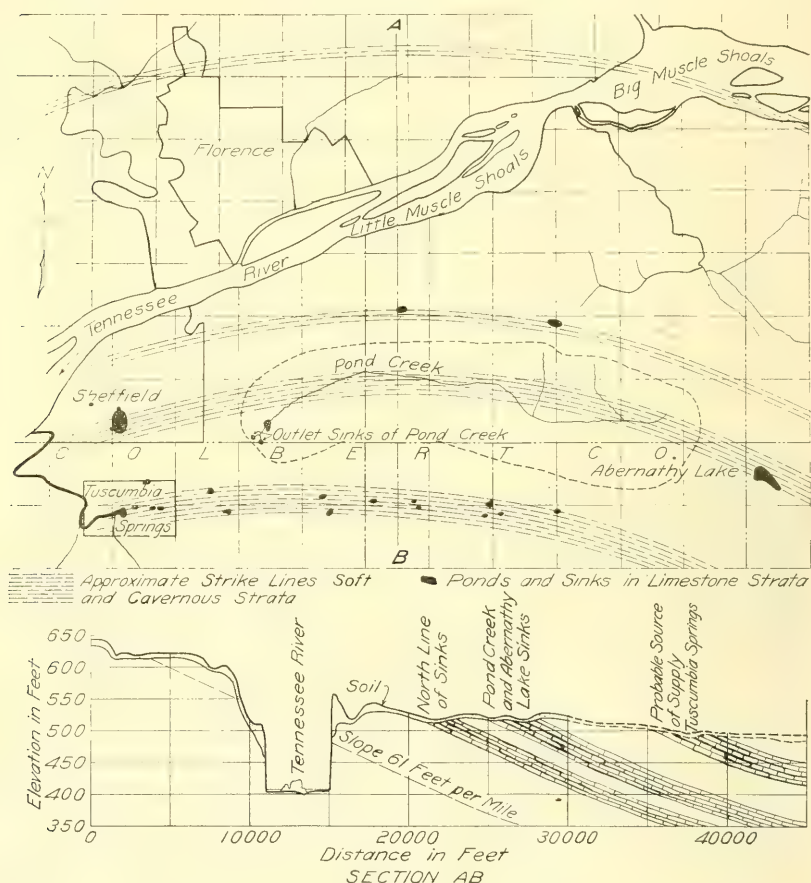 A
Big Muscle Shoals
Florence
N
Little Muscle Shoals
Tennessee River
Pond Creek
Sheffield
Outlet Sinks of Pond Creek
COLBERT CO.
Abernathy Lake
Tuscumbia
Springs
B
Approximate Strike Lines Soft
and Cavernous Strata
Ponds and Sinks in Limestone Strata
Elevation in Feet
650
600
550
500
450
400
350
Tennessee River
Soil
Slope 61 Feet per Mile
North Line
of Sinks
Pond Creek
and Abernathy
Lake Sinks
Probable Source
of Supply
Tuscumbia Springs
0 10000 20000 30000 40000
Distance in Feet
SECTION AB